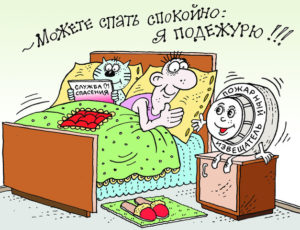 ~ Можете спать спокойно:
я подежурю !!!
СЛУЖБА
СПАСЕНИЯ
ПОЖАРНЫЙ
ИЗВЕЩАТЕЛЬ